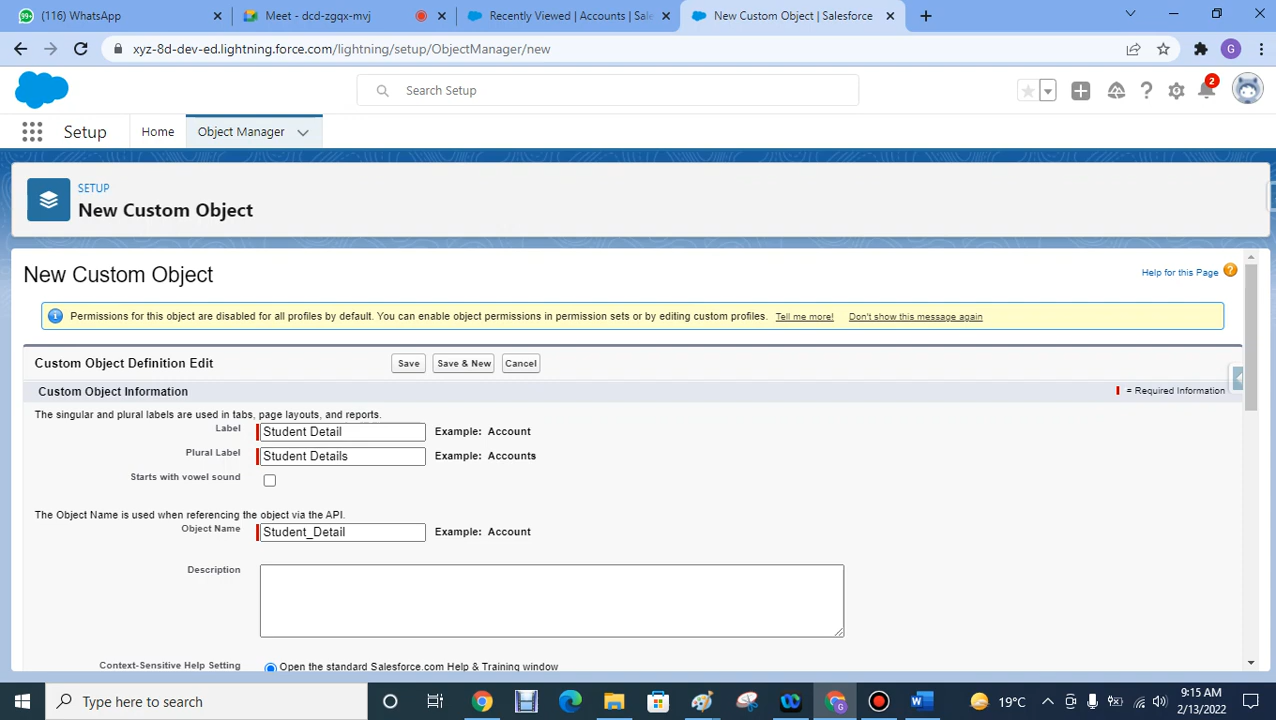 WhatsApp
Meet - dcd-zgqx-mvj
Recently Viewed | Accounts | Sale
New Custom Object | Salesforce
(16)
xyz-8d-dev-ed.lightning.force.com/lightning/setup/ObjectManager/new
G
Search Setup
2
Setup
Home
Object Manager
SETUP
New Custom Object
New Custom Object
Help for this Page
Permissions for this object are disabled for all profiles by default. You can enable object permissions in permission sets or by editing custom profiles. Tell me more! Don't show this message again
Custom Object Definition Edit
Save
Save & New
Cancel
Custom Object Information
= Required Information
The singular and plural labels are used in tabs, page layouts, and reports.
Label
Student Detail
Example: Account
Plural Label
Student Details
Example: Accounts
Starts with vowel sound
The Object Name is used when referencing the object via the API.
Object Name
Student_Detail
Example: Account
Description
Context-Sensitive Help Setting
Open the standard Salesforce.com Help & Training window
Type here to search
19°C
9:15 AM
2/13/2022